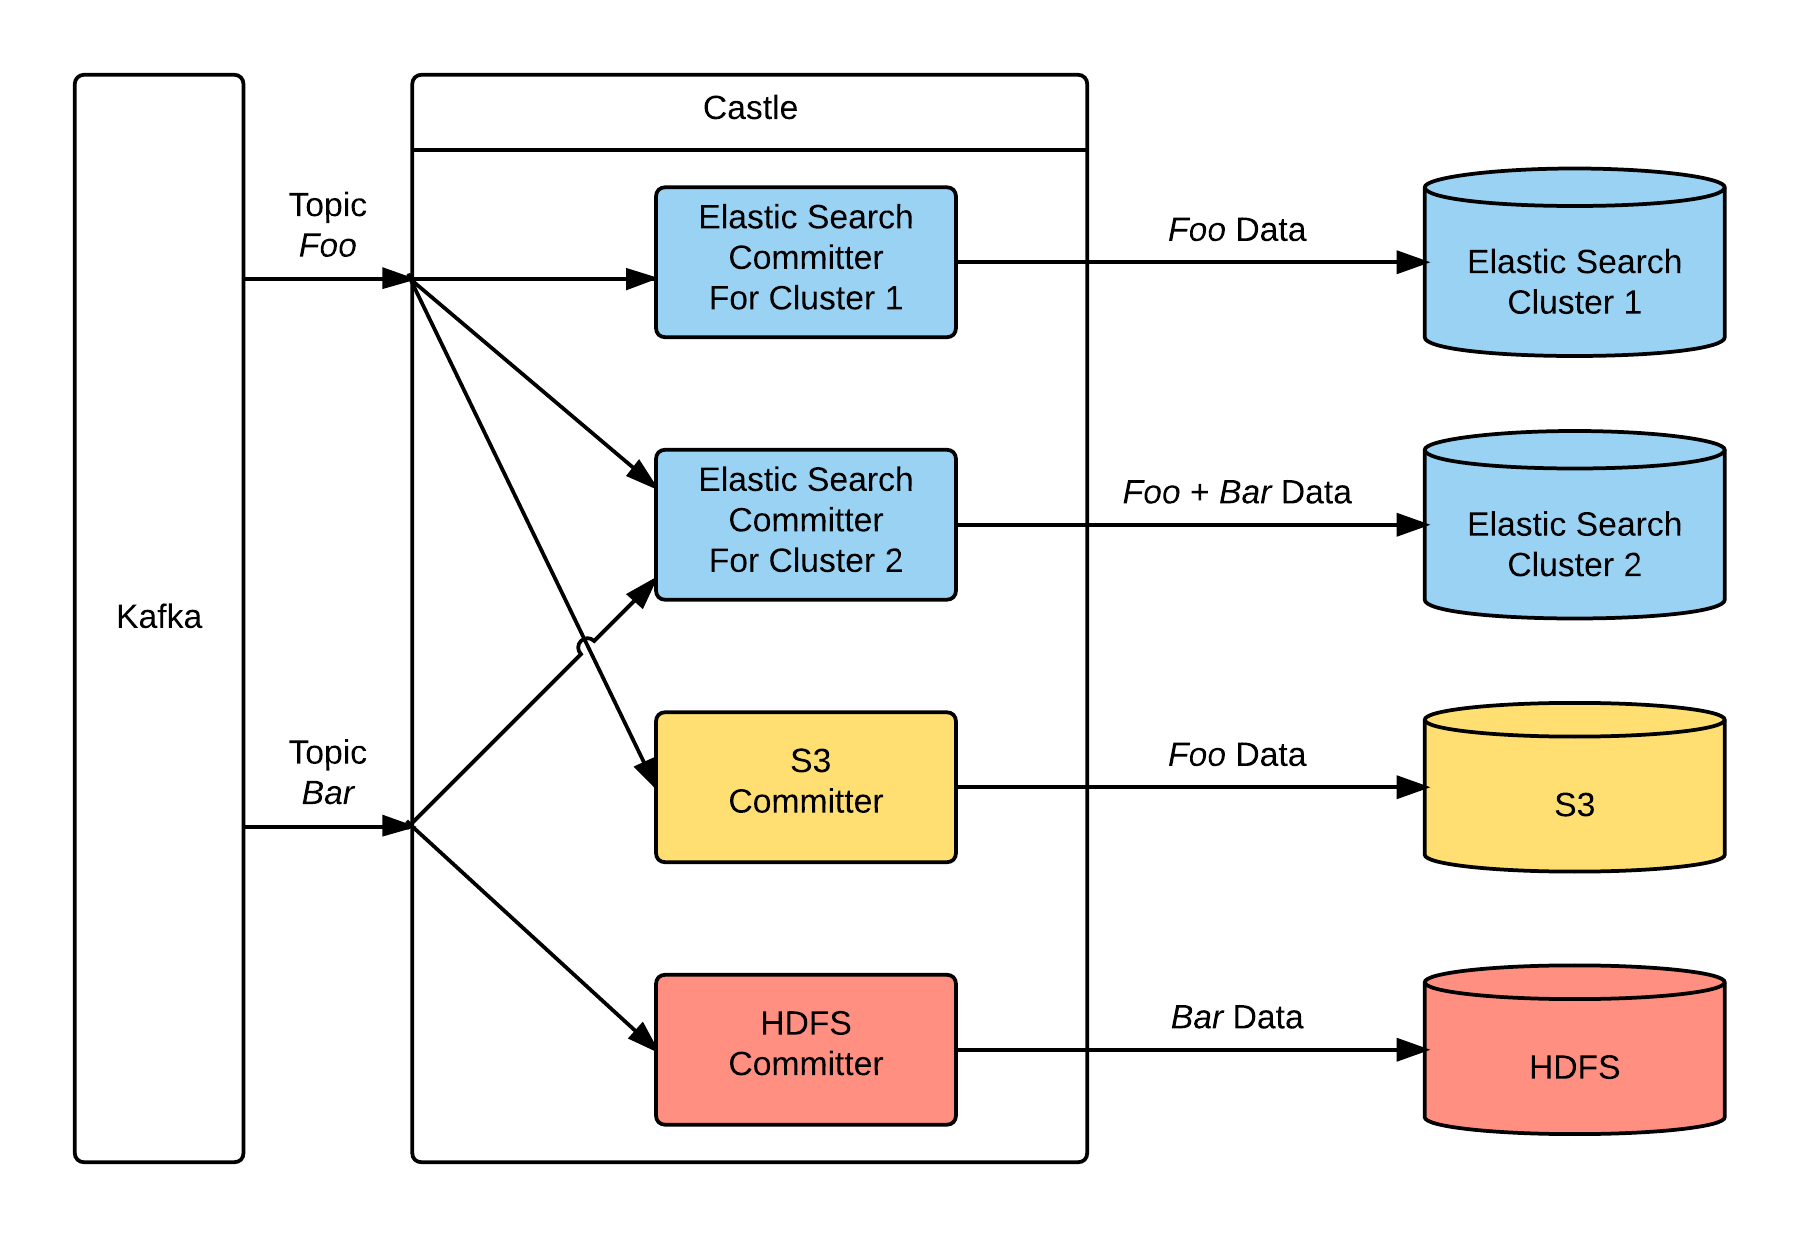 Castle
Topic
Foo
Elastic Search
Committer
For Cluster 1
Foo Data
Elastic Search
Cluster 1
Elastic Search
Committer
For Cluster 2
Foo + Bar Data
Elastic Search
Cluster 2
Kafka
Topic
Bar
S3
Committer
Foo Data
S3
HDFS
Committer
Bar Data
HDFS